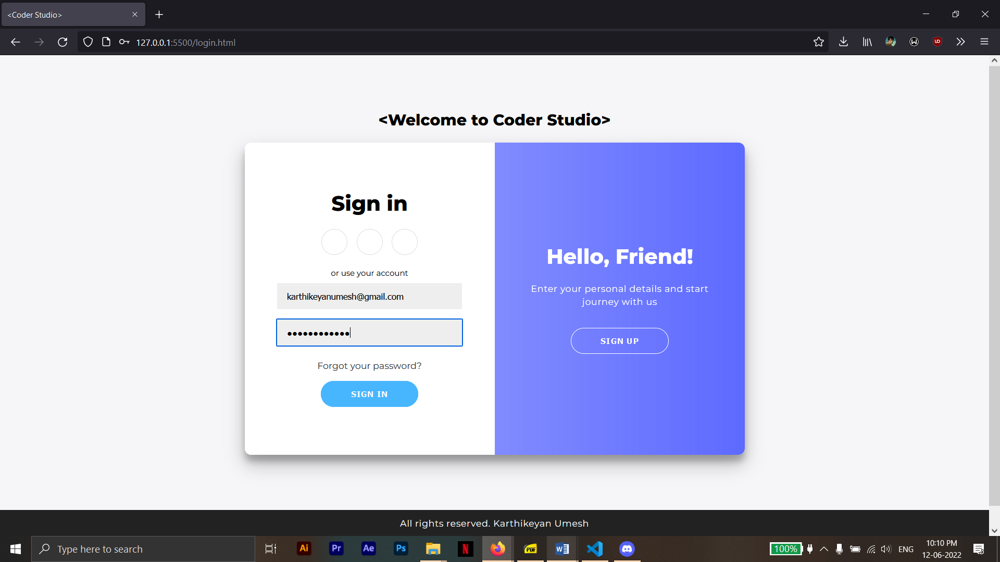 <Coder Studio>
127.0.0.1:5500/login.html
<Welcome to Coder Studio>
Sign in
or use your account
karthikeyanumesh@gmail.com
●●●●●●●●●●●●
Forgot your password?
SIGN IN
Hello, Friend!
Enter your personal details and start
journey with us
SIGN UP
All rights reserved. Karthikeyan Umesh
Type here to search
Ai
Pr
Ae
Ps
N
PDF
W
100%
ENG
10:10 PM
12-06-2022